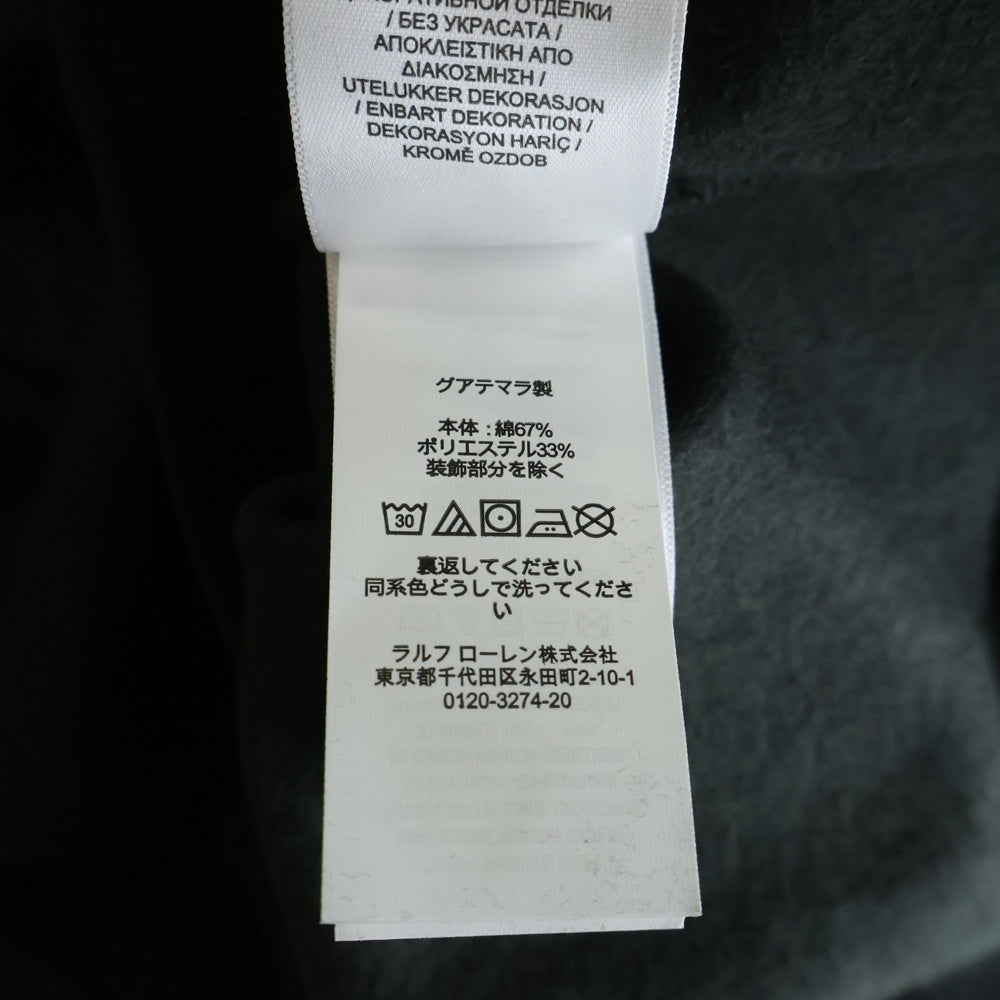 ОТДЕЛКИ
/ БЕЗ УКРАСАТА /
ΑΠΟΚΛΕΙΣΤΙΚΗ ΑΠΟ
ΔΙΑΚΟΣΜΗΣΗ /
UTELUKKER DEKORASJON
/ ENBART DEKORATION /
DEKORASYON HARİÇ /
KROMĚ OZDOB
グアテマラ製
本体 : 綿67%
ポリエステル33%
装飾部分を除く
30
裏返してください
同系色どうしで洗ってくださ
い
ラルフ ローレン株式会社
東京都千代田区永田町2-10-1
0120-3274-20